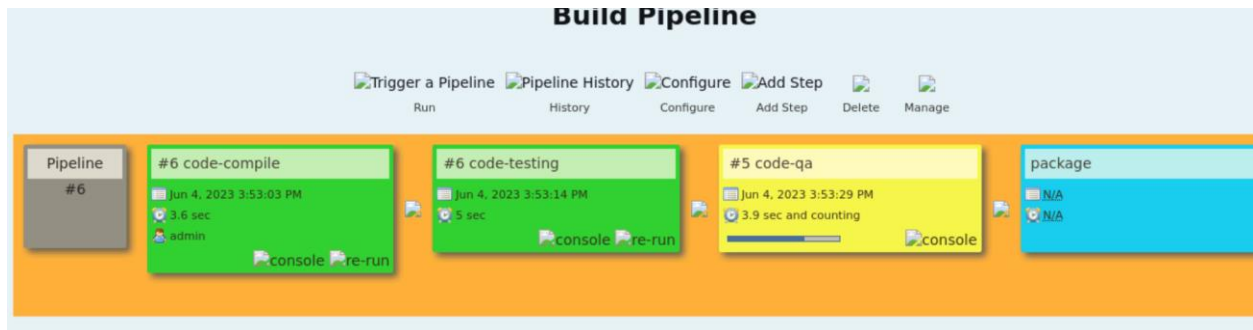 Build Pipeline
Trigger a Pipeline Pipeline History Configure Add Step
Run History Configure Add Step Delete Manage
Pipeline
#6
#6 code-compile
Jun 4, 2023 3:53:03 PM
3.6 sec
admin
console re-run
#6 code-testing
Jun 4, 2023 3:53:14 PM
5 sec
console re-run
#5 code-qa
Jun 4, 2023 3:53:29 PM
3.9 sec and counting
console
package
N/A
N/A